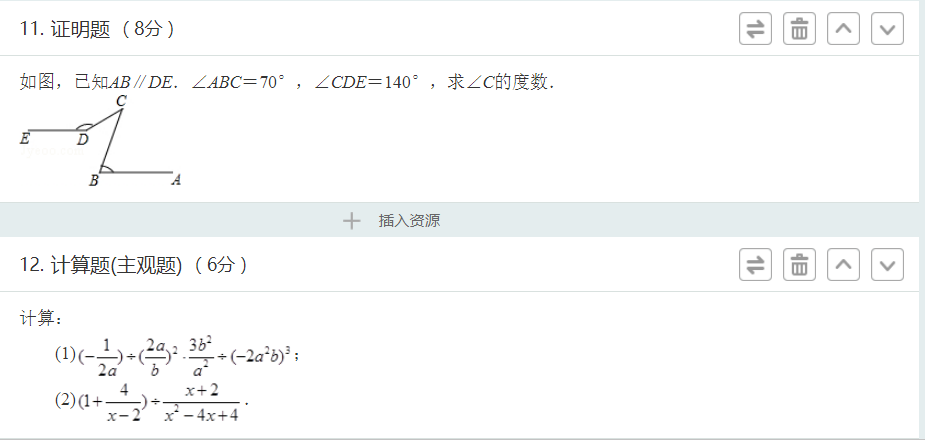 11. 证明题 （8分）
如图，已知AB∥DE．∠ABC＝70°，∠CDE＝140°，求∠C的度数．
C
E D
B A
插入资源
12. 计算题(主观题) （6分）
计算：
(1)(-1/(2a))÷(2a/b)²·3b²/a²÷(-2a²b)³；
(2)(1+4/(x-2))÷(x+2)/(x²-4x+4)．